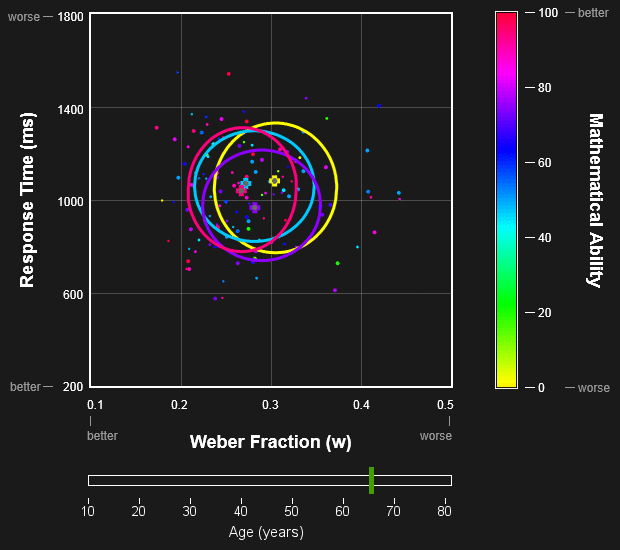 worse
1800
1400
1000
600
better
200
Response Time (ms)
0.1
0.2
0.3
0.4
0.5
better
worse
Weber Fraction (w)
10
20
30
40
50
60
70
80
Age (years)
100
better
80
60
40
20
0
worse
Mathematical Ability